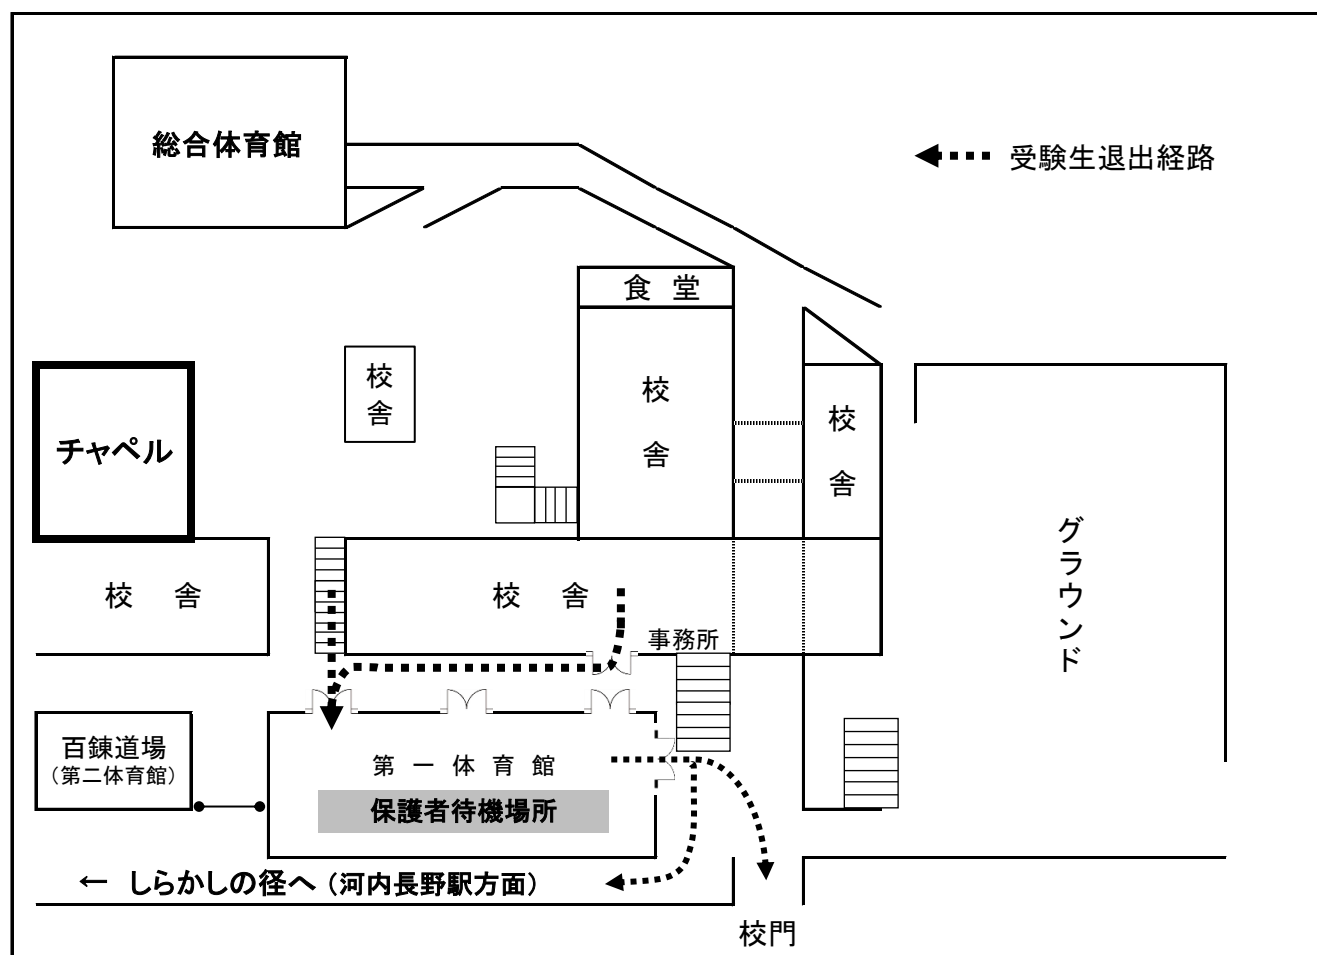 総合体育館
受験生退出経路
食 堂
校
舎
校
舎
校
舎
チャペル
グラウンド
校 舎
校 舎
事務所
百錬道場
（第二体育館）
第 一 体 育 館
保護者待機場所
← しらかしの径へ（河内長野駅方面）
校門